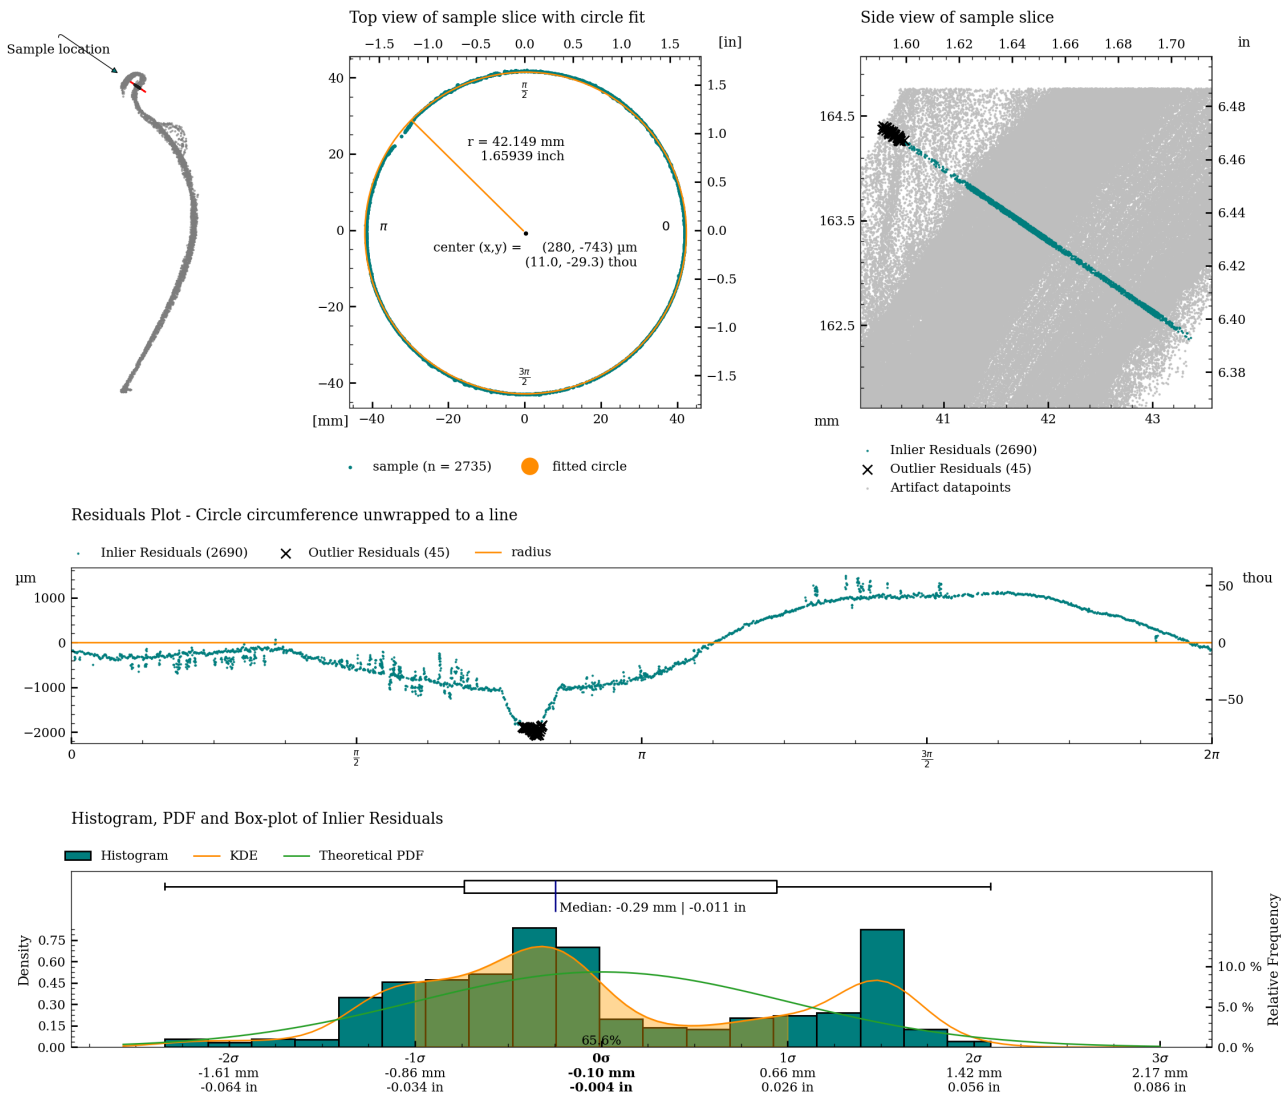 Sample location
Top view of sample slice with circle fit
−1.5 −1.0 −0.5 0.0 0.5 1.0 1.5 [in]
40 20 0 −20 −40
1.5 1.0 0.5 0.0 −0.5 −1.0 −1.5
π/2
r = 42.149 mm
1.65939 inch
π 0
center (x,y) = (280, -743) µm
(11.0, -29.3) thou
3π/2
[mm] −40 −20 0 20 40
sample (n = 2735) fitted circle
Side view of sample slice
1.60 1.62 1.64 1.66 1.68 1.70 in
164.5 163.5 162.5
6.48 6.46 6.44 6.42 6.40 6.38
mm 41 42 43
Inlier Residuals (2690)
Outlier Residuals (45)
Artifact datapoints
Residuals Plot - Circle circumference unwrapped to a line
Inlier Residuals (2690) Outlier Residuals (45) radius
µm thou
1000 0 −1000 −2000
50 0 −50
0 π/2 π 3π/2 2π
Histogram, PDF and Box-plot of Inlier Residuals
Histogram KDE Theoretical PDF
Median: -0.29 mm | -0.011 in
Density
0.75 0.60 0.45 0.30 0.15 0.00
10.0 % 5.0 % 0.0 %
Relative Frequency
65.6%
-2σ -1σ 0σ 1σ 2σ 3σ
-1.61 mm -0.86 mm -0.10 mm 0.66 mm 1.42 mm 2.17 mm
-0.064 in -0.034 in -0.004 in 0.026 in 0.056 in 0.086 in